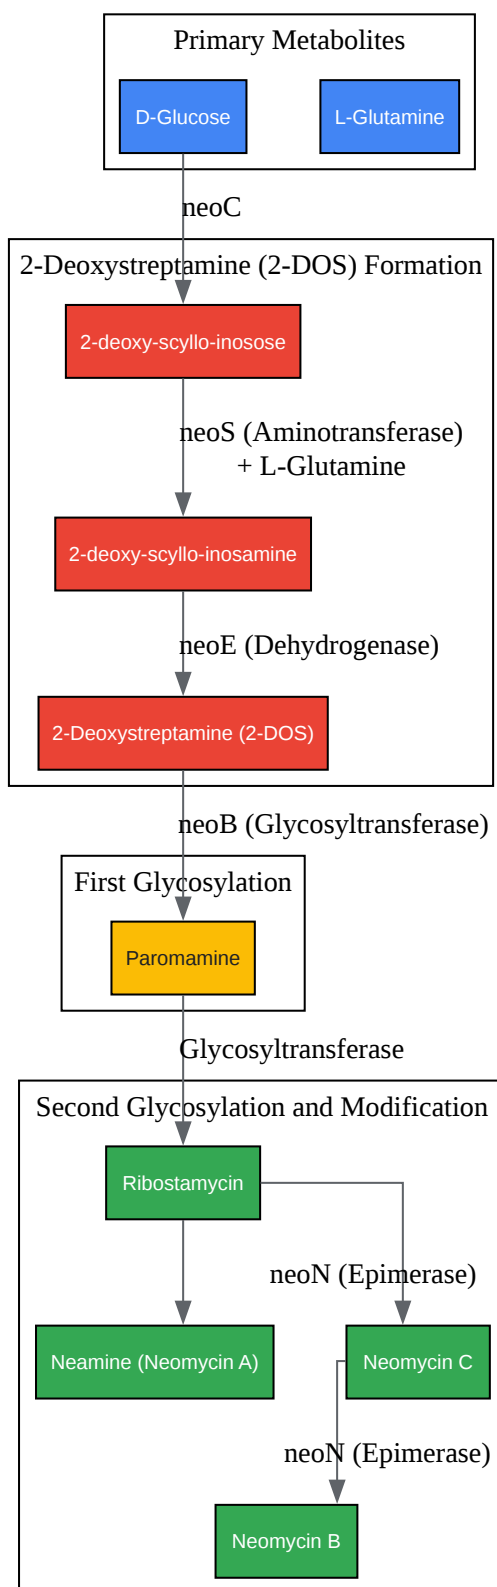 Primary Metabolites
D-Glucose
L-Glutamine
neoC
2-Deoxystreptamine (2-DOS) Formation
2-deoxy-scyllo-inosose
neoS (Aminotransferase)
+ L-Glutamine
2-deoxy-scyllo-inosamine
neoE (Dehydrogenase)
2-Deoxystreptamine (2-DOS)
neoB (Glycosyltransferase)
First Glycosylation
Paromamine
Glycosyltransferase
Second Glycosylation and Modification
Ribostamycin
neoN (Epimerase)
Neamine (Neomycin A)
Neomycin C
neoN (Epimerase)
Neomycin B